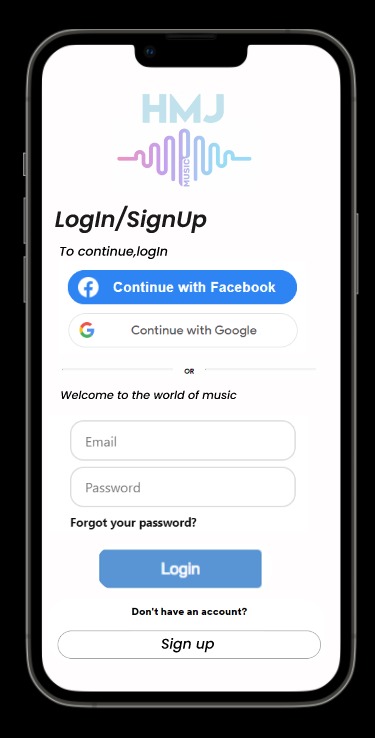 HMJ
MUSIC
LogIn/SignUp
To continue,logIn
Continue with Facebook
Continue with Google
OR
Welcome to the world of music
Email
Password
Forgot your password?
LogIn
Don't have an account?
Sign up